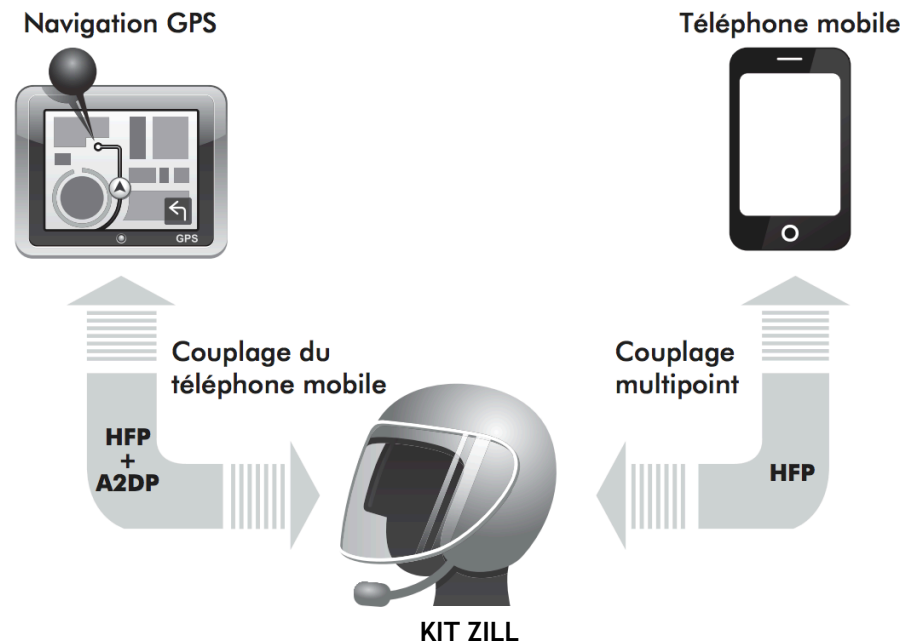 Navigation GPS
Téléphone mobile
GPS
Couplage du
téléphone mobile
Couplage
multipoint
HFP
+
A2DP
HFP
KIT ZILL